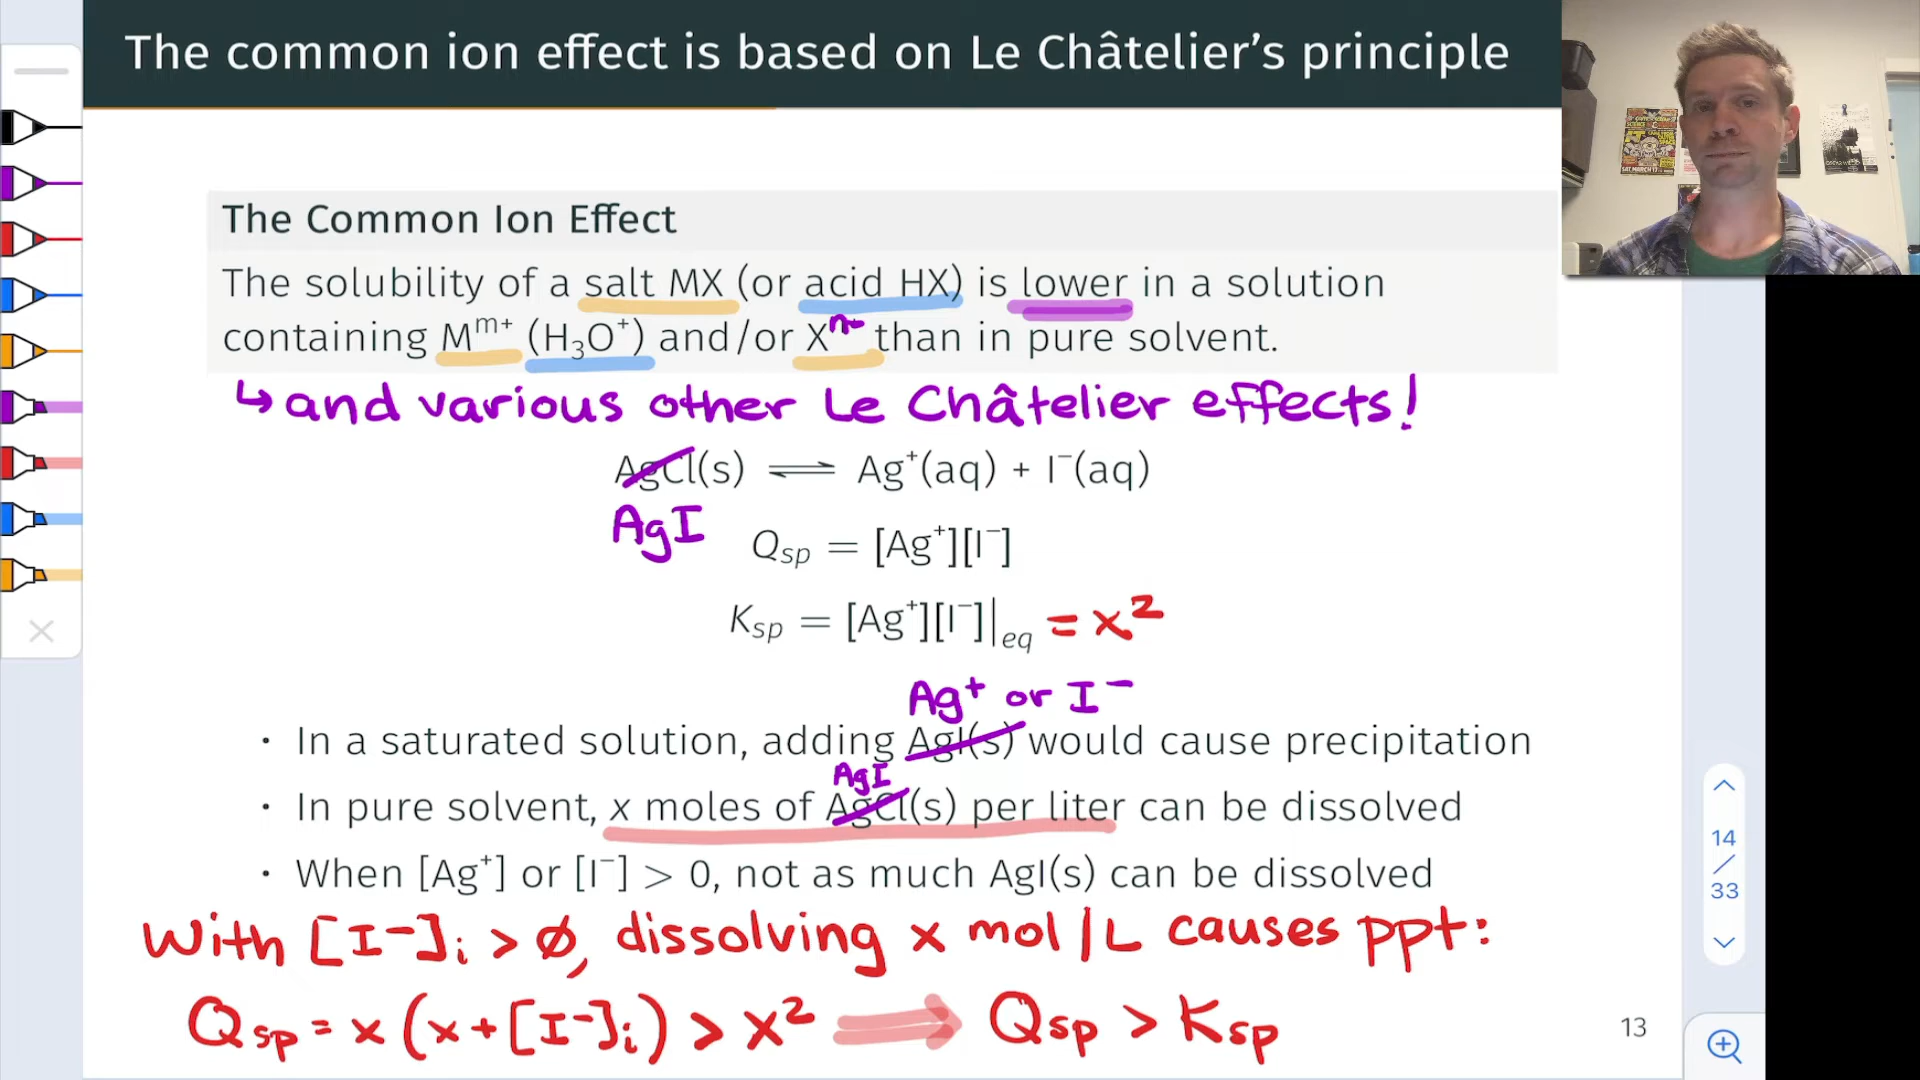 The common ion effect is based on Le Châtelier's principle
The Common Ion Effect
The solubility of a salt MX (or acid HX) is lower in a solution
containing Mᵐ⁺ (H₃O⁺) and/or Xⁿ⁻ than in pure solvent.
↳ and various other Le Châtelier effects!
AgCl(s) ⇌ Ag⁺(aq) + I⁻(aq)
AgI
Qsp = [Ag⁺][I⁻]
Ksp = [Ag⁺][I⁻]|eq = x²
Ag⁺ or I⁻
• In a saturated solution, adding AgI(s) would cause precipitation
AgI
• In pure solvent, x moles of AgCl(s) per liter can be dissolved
• When [Ag⁺] or [I⁻] > 0, not as much AgI(s) can be dissolved
With [I⁻]ᵢ > Ø, dissolving x mol/L causes ppt:
Qsp = x (x + [I⁻]ᵢ) > x² ⇒ Qsp > Ksp
13
14
/
33